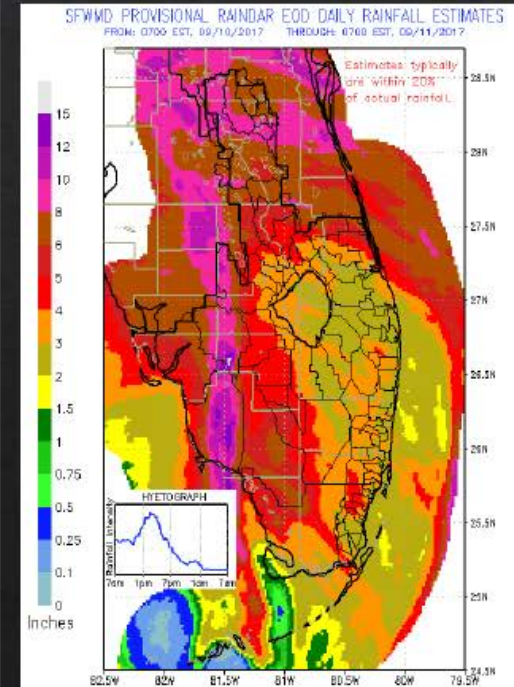 SFWMD PROVISIONAL RAINDAR EOD DAILY RAINFALL ESTIMATES
FROM: 0700 EST, 09/10/2017 THROUGH: 0700 EST, 09/11/2017
Estimates typically
are within 20%
of actual rainfall.
28.5N
28N
27.5N
27N
26.5N
26N
25.5N
25N
24.5N
15
12
10
8
6
5
4
3
2
1.5
1
0.75
0.5
0.25
0.1
0
Inches
HYETOGRAPH
Rainfall Intensity
7am 1pm 7pm 1am 7am
82.5W 82W 81.5W 81W 80.5W 80W 79.5W